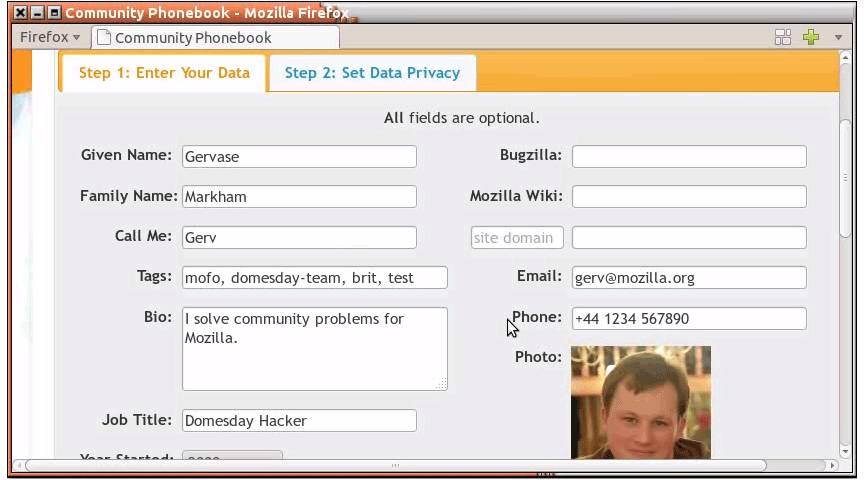 Community Phonebook - Mozilla Firefox
Firefox
Community Phonebook
Step 1: Enter Your Data
Step 2: Set Data Privacy
All fields are optional.
Given Name: Gervase
Bugzilla:
Family Name: Markham
Mozilla Wiki:
Call Me: Gerv
site domain
Tags: mofo, domesday-team, brit, test
Email: gerv@mozilla.org
Bio: I solve community problems for
Mozilla.
Phone: +44 1234 567890
Photo:
Job Title: Domesday Hacker
Year Started: